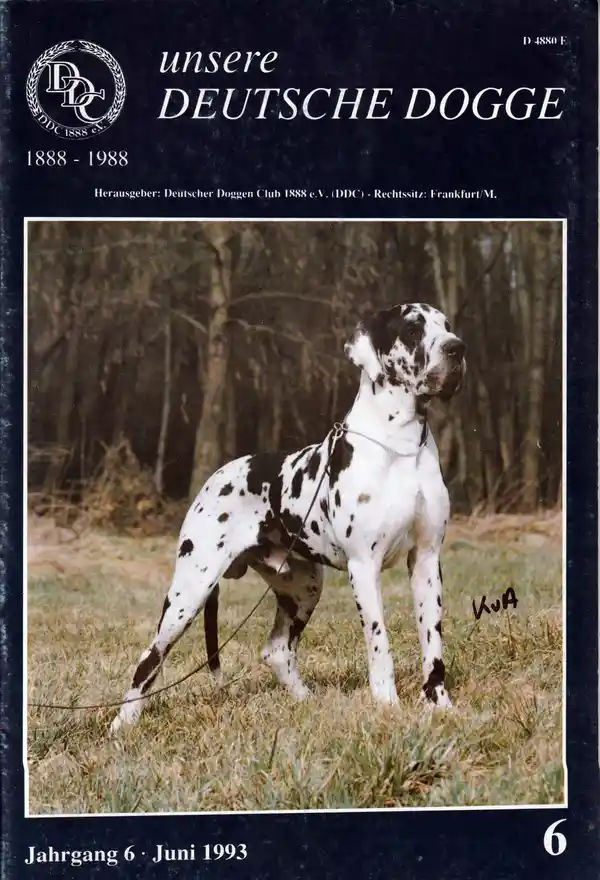 D 4880 E
DDC
DDC 1888 e.V.
unsere
DEUTSCHE DOGGE
1888 - 1988
Herausgeber: Deutscher Doggen Club 1888 e.V. (DDC) - Rechtssitz: Frankfurt/M.
KvA
Jahrgang 6 · Juni 1993
6